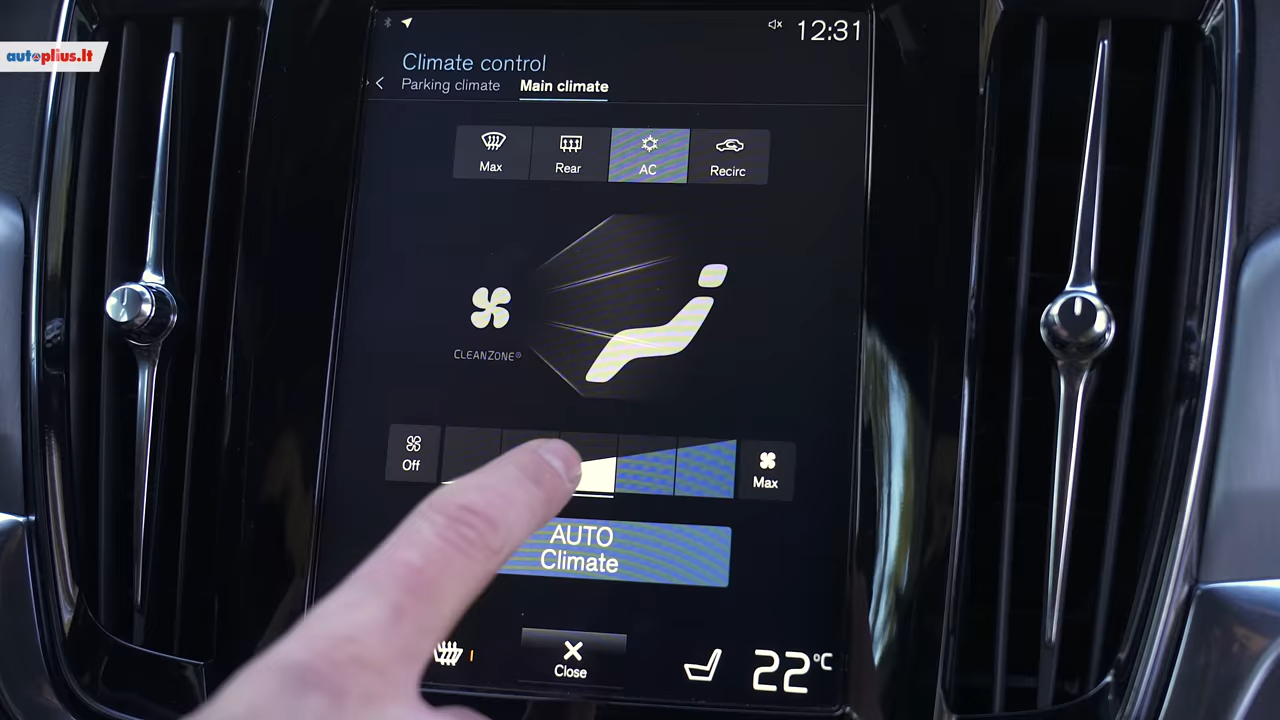 autoplius.lt
12:31
Climate control
Parking climate Main climate
Max Rear AC Recirc
CLEANZONE®
Off Max
AUTO
Climate
Close
22°C